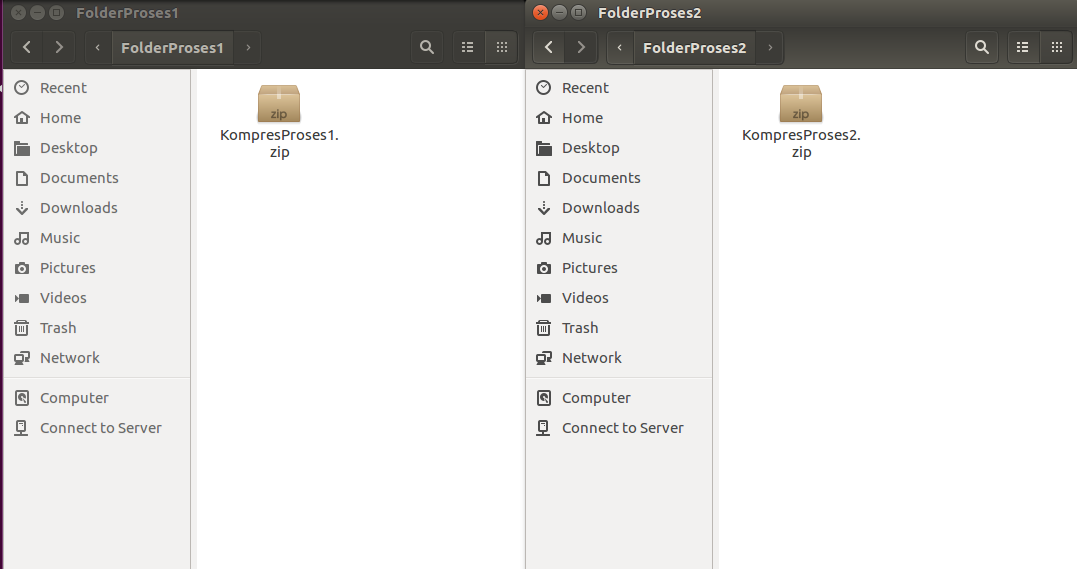 FolderProses1
FolderProses1
Recent
Home
Desktop
Documents
Downloads
Music
Pictures
Videos
Trash
Network
Computer
Connect to Server
zip
KompresProses1.
zip
FolderProses2
FolderProses2
Recent
Home
Desktop
Documents
Downloads
Music
Pictures
Videos
Trash
Network
Computer
Connect to Server
zip
KompresProses2.
zip